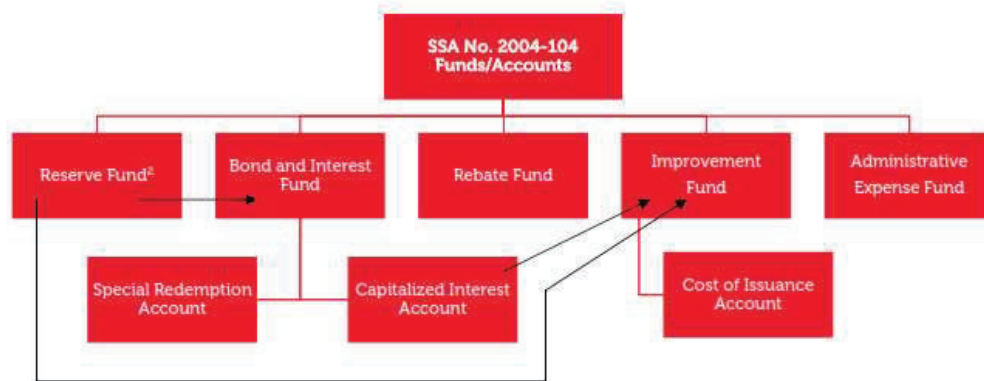 SSA No. 2004-104
Funds/Accounts
Reserve Fund²
Bond and Interest
Fund
Rebate Fund
Improvement
Fund
Administrative
Expense Fund
Special Redemption
Account
Capitalized Interest
Account
Cost of Issuance
Account